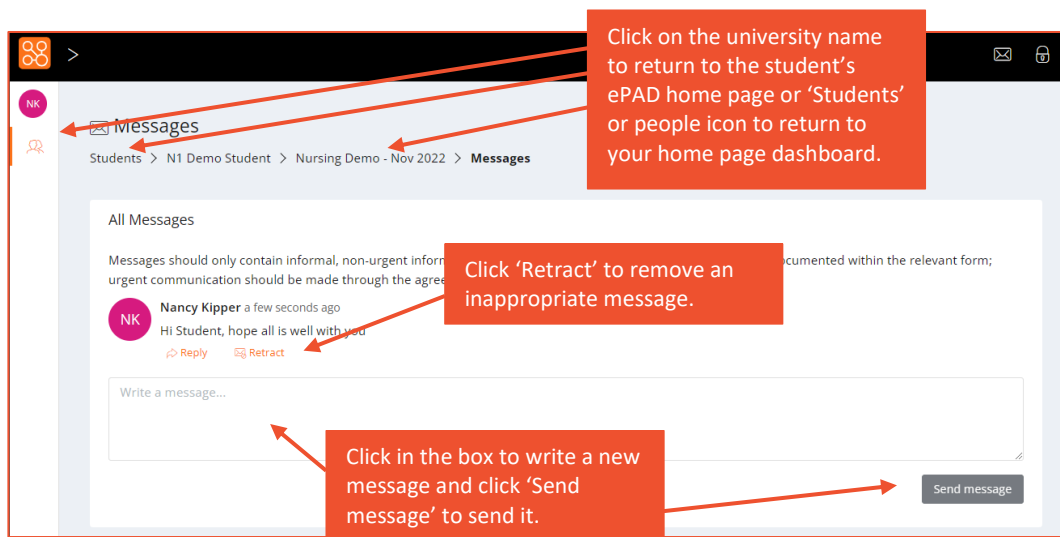 Click on the university name
to return to the student’s
ePAD home page or ‘Students’
or people icon to return to
your home page dashboard.
>
NK
Messages
Students > N1 Demo Student > Nursing Demo - Nov 2022 > Messages
All Messages
Messages should only contain informal, non-urgent inform ocumented within the relevant form;
urgent communication should be made through the agre
Click ‘Retract’ to remove an
inappropriate message.
NK
Nancy Kipper a few seconds ago
Hi Student, hope all is well with you
Reply Retract
Write a message...
Click in the box to write a new
message and click ‘Send
message’ to send it.
Send message